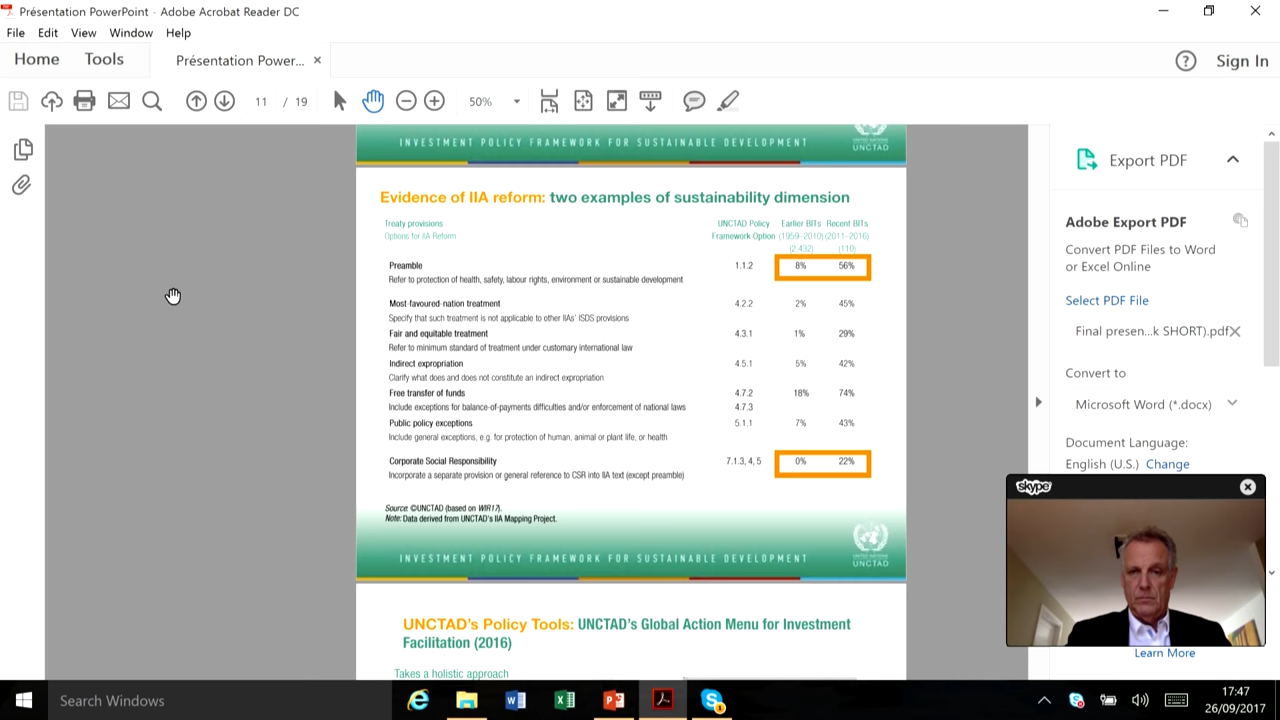 Présentation PowerPoint - Adobe Acrobat Reader DC
File Edit View Window Help
Home Tools Présentation Power... ×
Sign In
11 / 19
50%
INVESTMENT POLICY FRAMEWORK FOR SUSTAINABLE DEVELOPMENT
UNITED NATIONS
UNCTAD
Evidence of IIA reform: two examples of sustainability dimension
Treaty provisions UNCTAD Policy Earlier BITs Recent BITs
Options for IIA Reform Framework Option (1959-2010) (2011-2016)
(2,432) (110)
Preamble 1.1.2 8% 56%
Refer to protection of health, safety, labour rights, environment or sustainable development
Most-favoured-nation treatment 4.2.2 2% 45%
Specify that such treatment is not applicable to other IIAs' ISDS provisions
Fair and equitable treatment 4.3.1 1% 29%
Refer to minimum standard of treatment under customary international law
Indirect expropriation 4.5.1 5% 42%
Clarify what does and does not constitute an indirect expropriation
Free transfer of funds 4.7.2 18% 74%
Include exceptions for balance-of-payments difficulties and/or enforcement of national laws 4.7.3
Public policy exceptions 5.1.1 7% 43%
Include general exceptions, e.g. for protection of human, animal or plant life, or health
Corporate Social Responsibility 7.1.3, 4, 5 0% 22%
Incorporate a separate provision or general reference to CSR into IIA text (except preamble)
Source: ©UNCTAD (based on WIR17).
Note: Data derived from UNCTAD's IIA Mapping Project.
UNITED NATIONS
UNCTAD
INVESTMENT POLICY FRAMEWORK FOR SUSTAINABLE DEVELOPMENT
UNCTAD's Policy Tools: UNCTAD's Global Action Menu for Investment
Facilitation (2016)
Takes a holistic approach
Export PDF
Adobe Export PDF
Convert PDF Files to Word
or Excel Online
Select PDF File
Final presen...k SHORT).pdf
Convert to
Microsoft Word (*.docx)
Document Language:
English (U.S.) Change
skype
Learn More
Search Windows
17:47
26/09/2017